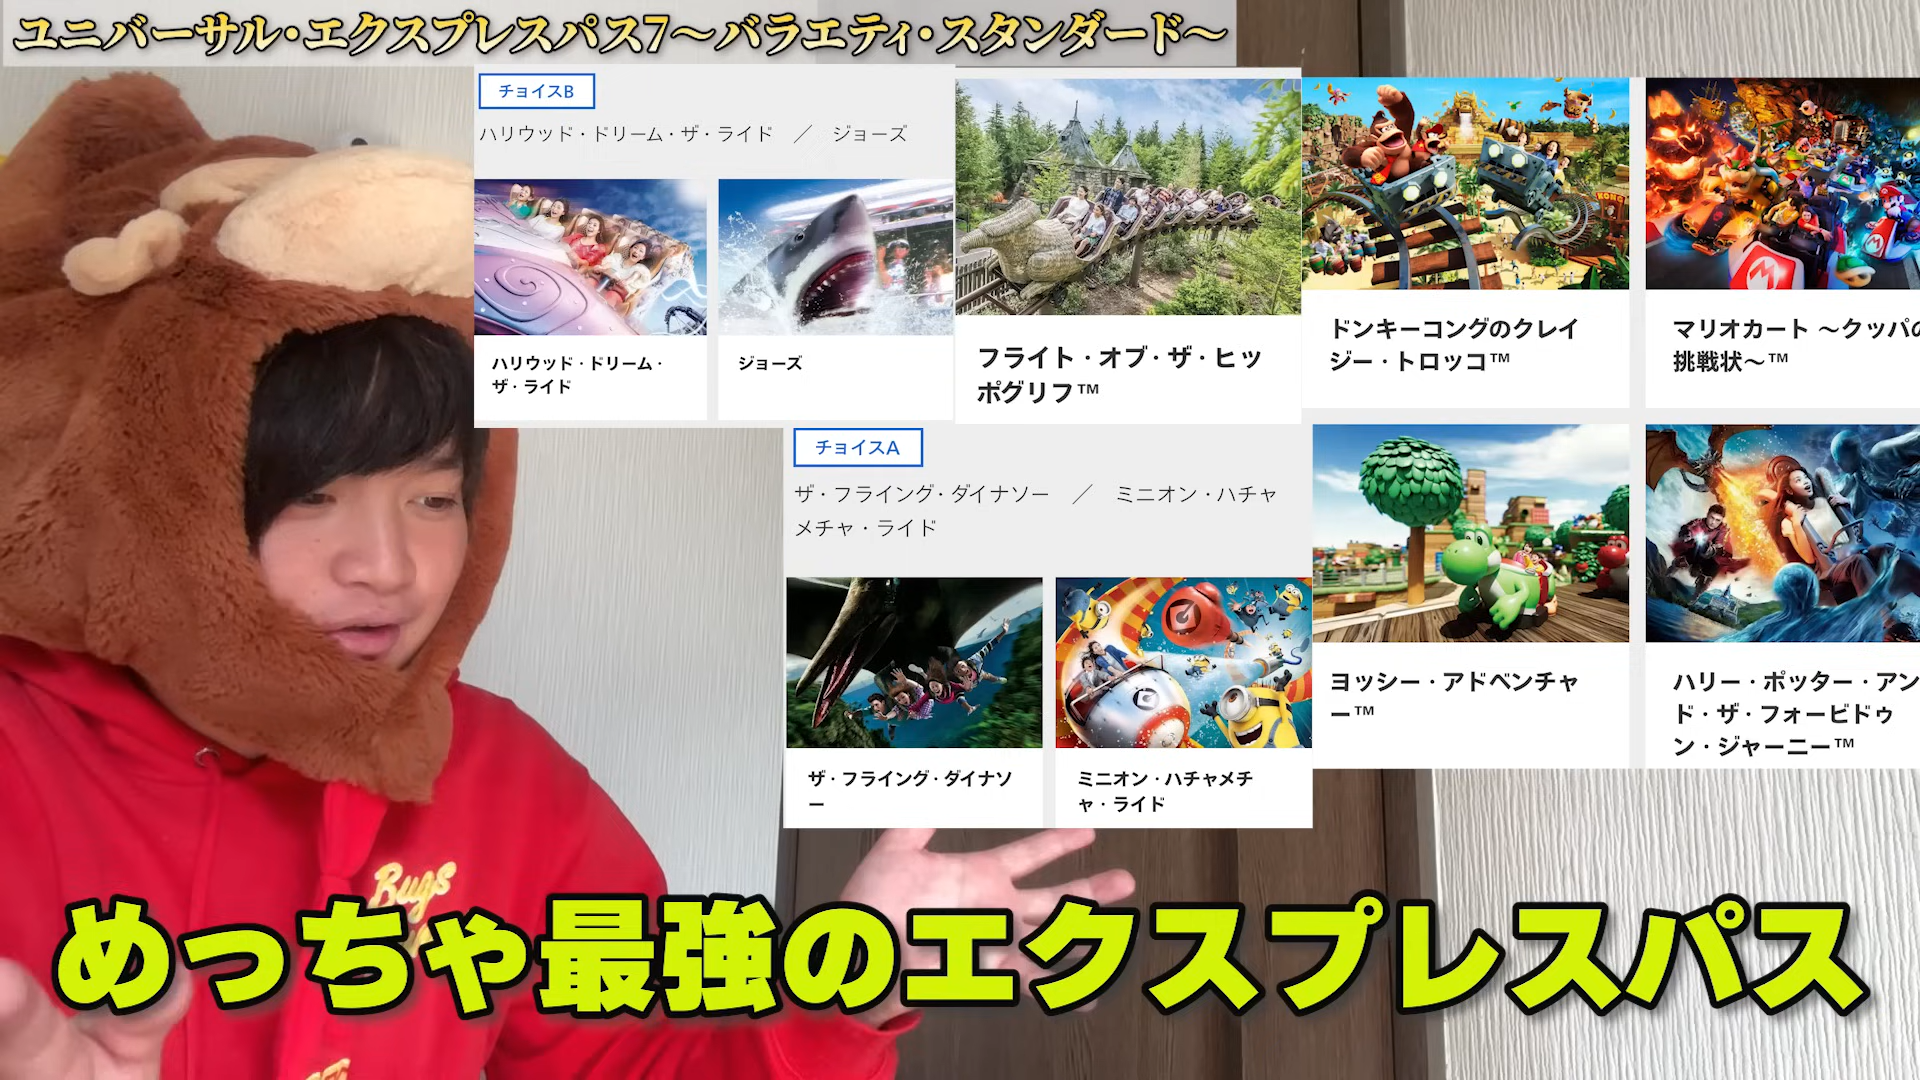 ユニバーサル・エクスプレスパス7～バラエティ・スタンダード～
チョイスB
ハリウッド・ドリーム・ザ・ライド ／ ジョーズ
ハリウッド・ドリーム・
ザ・ライド
ジョーズ
フライト・オブ・ザ・ヒッ
ポグリフ™
ドンキーコングのクレイ
ジー・トロッコ™
マリオカート ～クッパの
挑戦状～™
チョイスA
ザ・フライング・ダイナソー ／ ミニオン・ハチャ
メチャ・ライド
ザ・フライング・ダイナソ
ー
ミニオン・ハチャメチ
ャ・ライド
ヨッシー・アドベンチャ
ー™
ハリー・ポッター・アン
ド・ザ・フォービドゥ
ン・ジャーニー™
Bugs
めっちゃ最強のエクスプレスパス